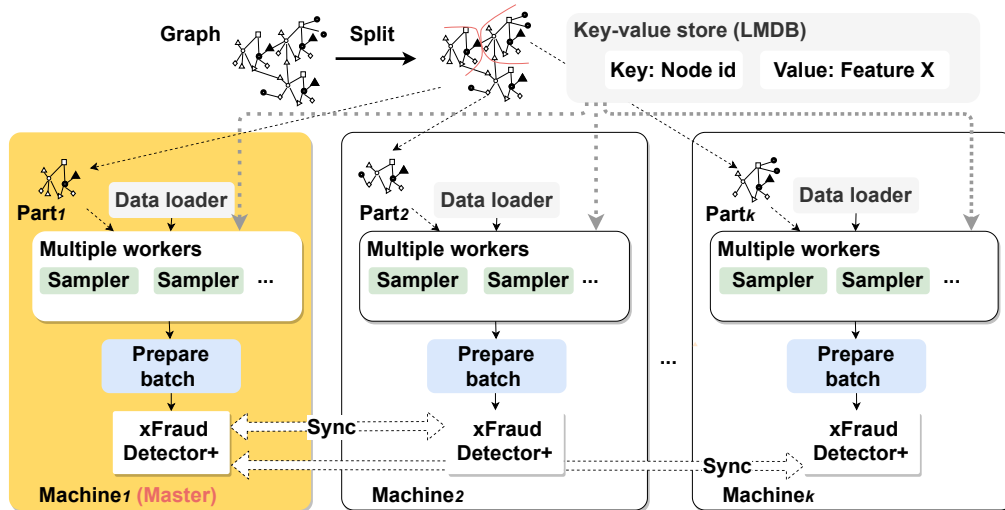 Graph
Split
Key-value store (LMDB)
Key: Node id
Value: Feature X
Part1
Data loader
Multiple workers
Sampler
Sampler
...
Prepare
batch
xFraud
Detector+
Machine1 (Master)
Sync
Part2
Data loader
Multiple workers
Sampler
Sampler
...
Prepare
batch
xFraud
Detector+
Machine2
...
Sync
Partk
Data loader
Multiple workers
Sampler
Sampler
...
Prepare
batch
xFraud
Detector+
Machinek